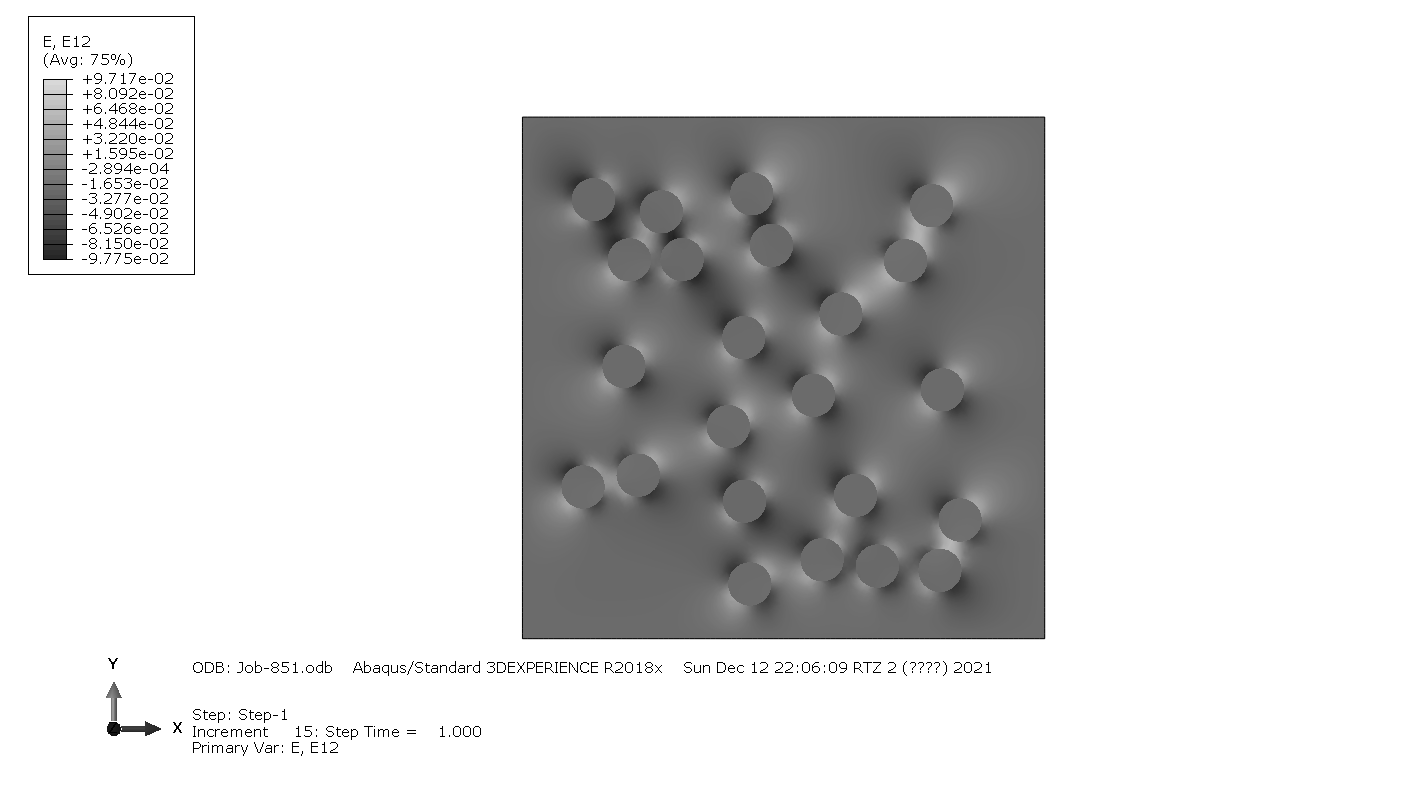 E, E12
(Avg: 75%)
+9.717e-02
+8.092e-02
+6.468e-02
+4.844e-02
+3.220e-02
+1.595e-02
-2.894e-04
-1.653e-02
-3.277e-02
-4.902e-02
-6.526e-02
-8.150e-02
-9.775e-02
Y
X
ODB: Job-851.odb Abaqus/Standard 3DEXPERIENCE R2018x Sun Dec 12 22:06:09 RTZ 2 (????) 2021
Step: Step-1
Increment 15: Step Time = 1.000
Primary Var: E, E12